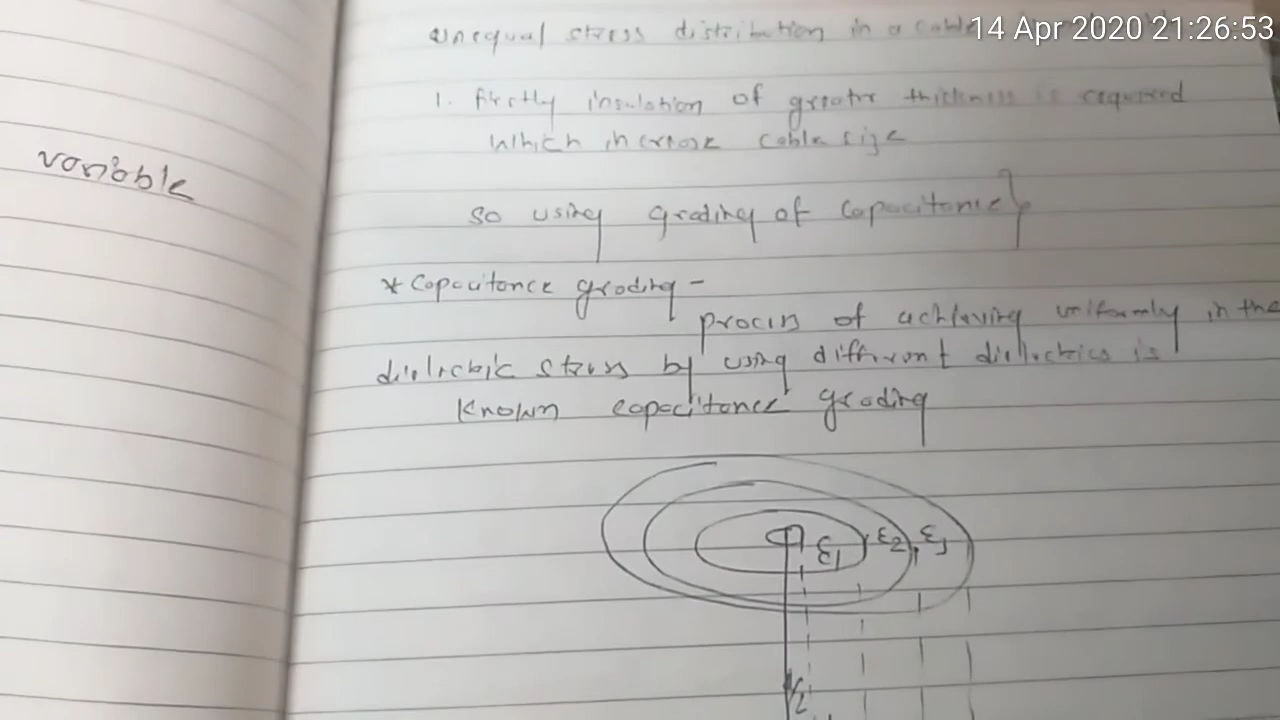 unequal stress distribution in a cable
14 Apr 2020 21:26:53
1. firstly insulation of greater thickness is required
which increase cable size
variable
so using grading of capacitance}
* Capacitance grading -
process of achieving uniformly in the
dielectric stress by using different dielectrics is
known capacitance grading
ε1 ε2 ε3